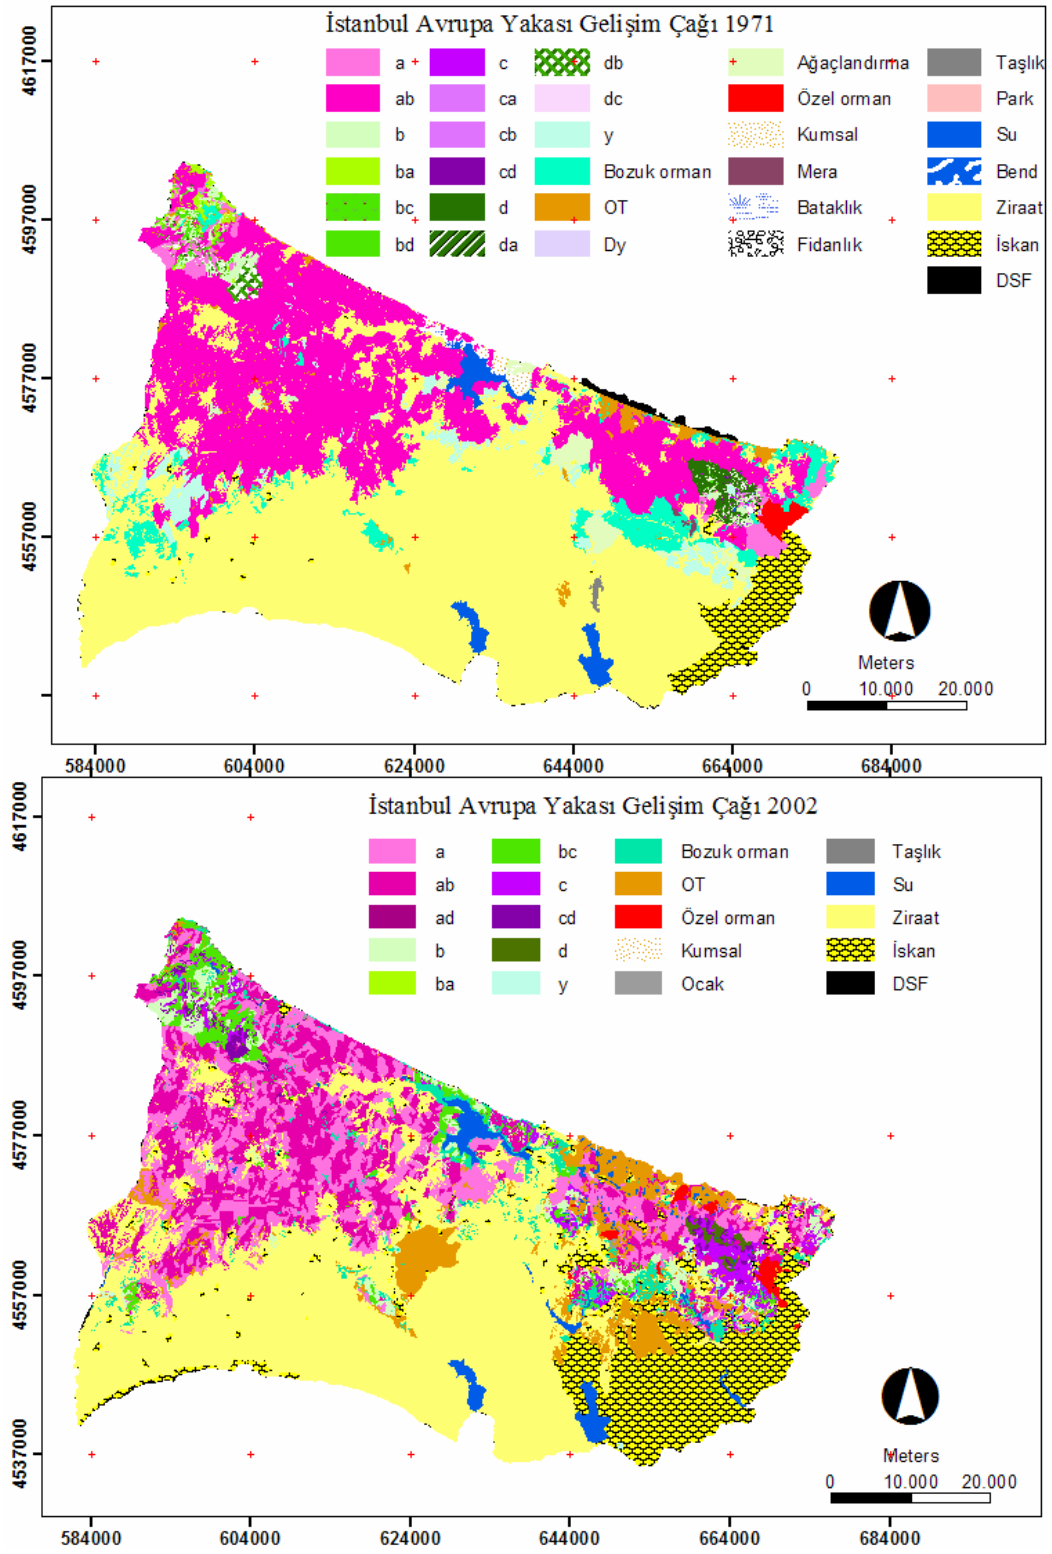 İstanbul Avrupa Yakası Gelişim Çağı 1971
a c db Ağaçlandırma Taşlık
ab ca dc Özel orman Park
b cb y Kumsal Su
ba cd Bozuk orman Mera Bend
bc d OT Bataklık Ziraat
bd da Dy Fidanlık İskan
DSF
4617000
4597000
4577000
4557000
Meters
0 10.000 20.000
584000 604000 624000 644000 664000 684000
İstanbul Avrupa Yakası Gelişim Çağı 2002
a bc Bozuk orman Taşlık
ab c OT Su
ad cd Özel orman Ziraat
b d Kumsal İskan
ba y Ocak DSF
4617000
4597000
4577000
4557000
4537000
Meters
0 10.000 20.000
584000 604000 624000 644000 664000 684000